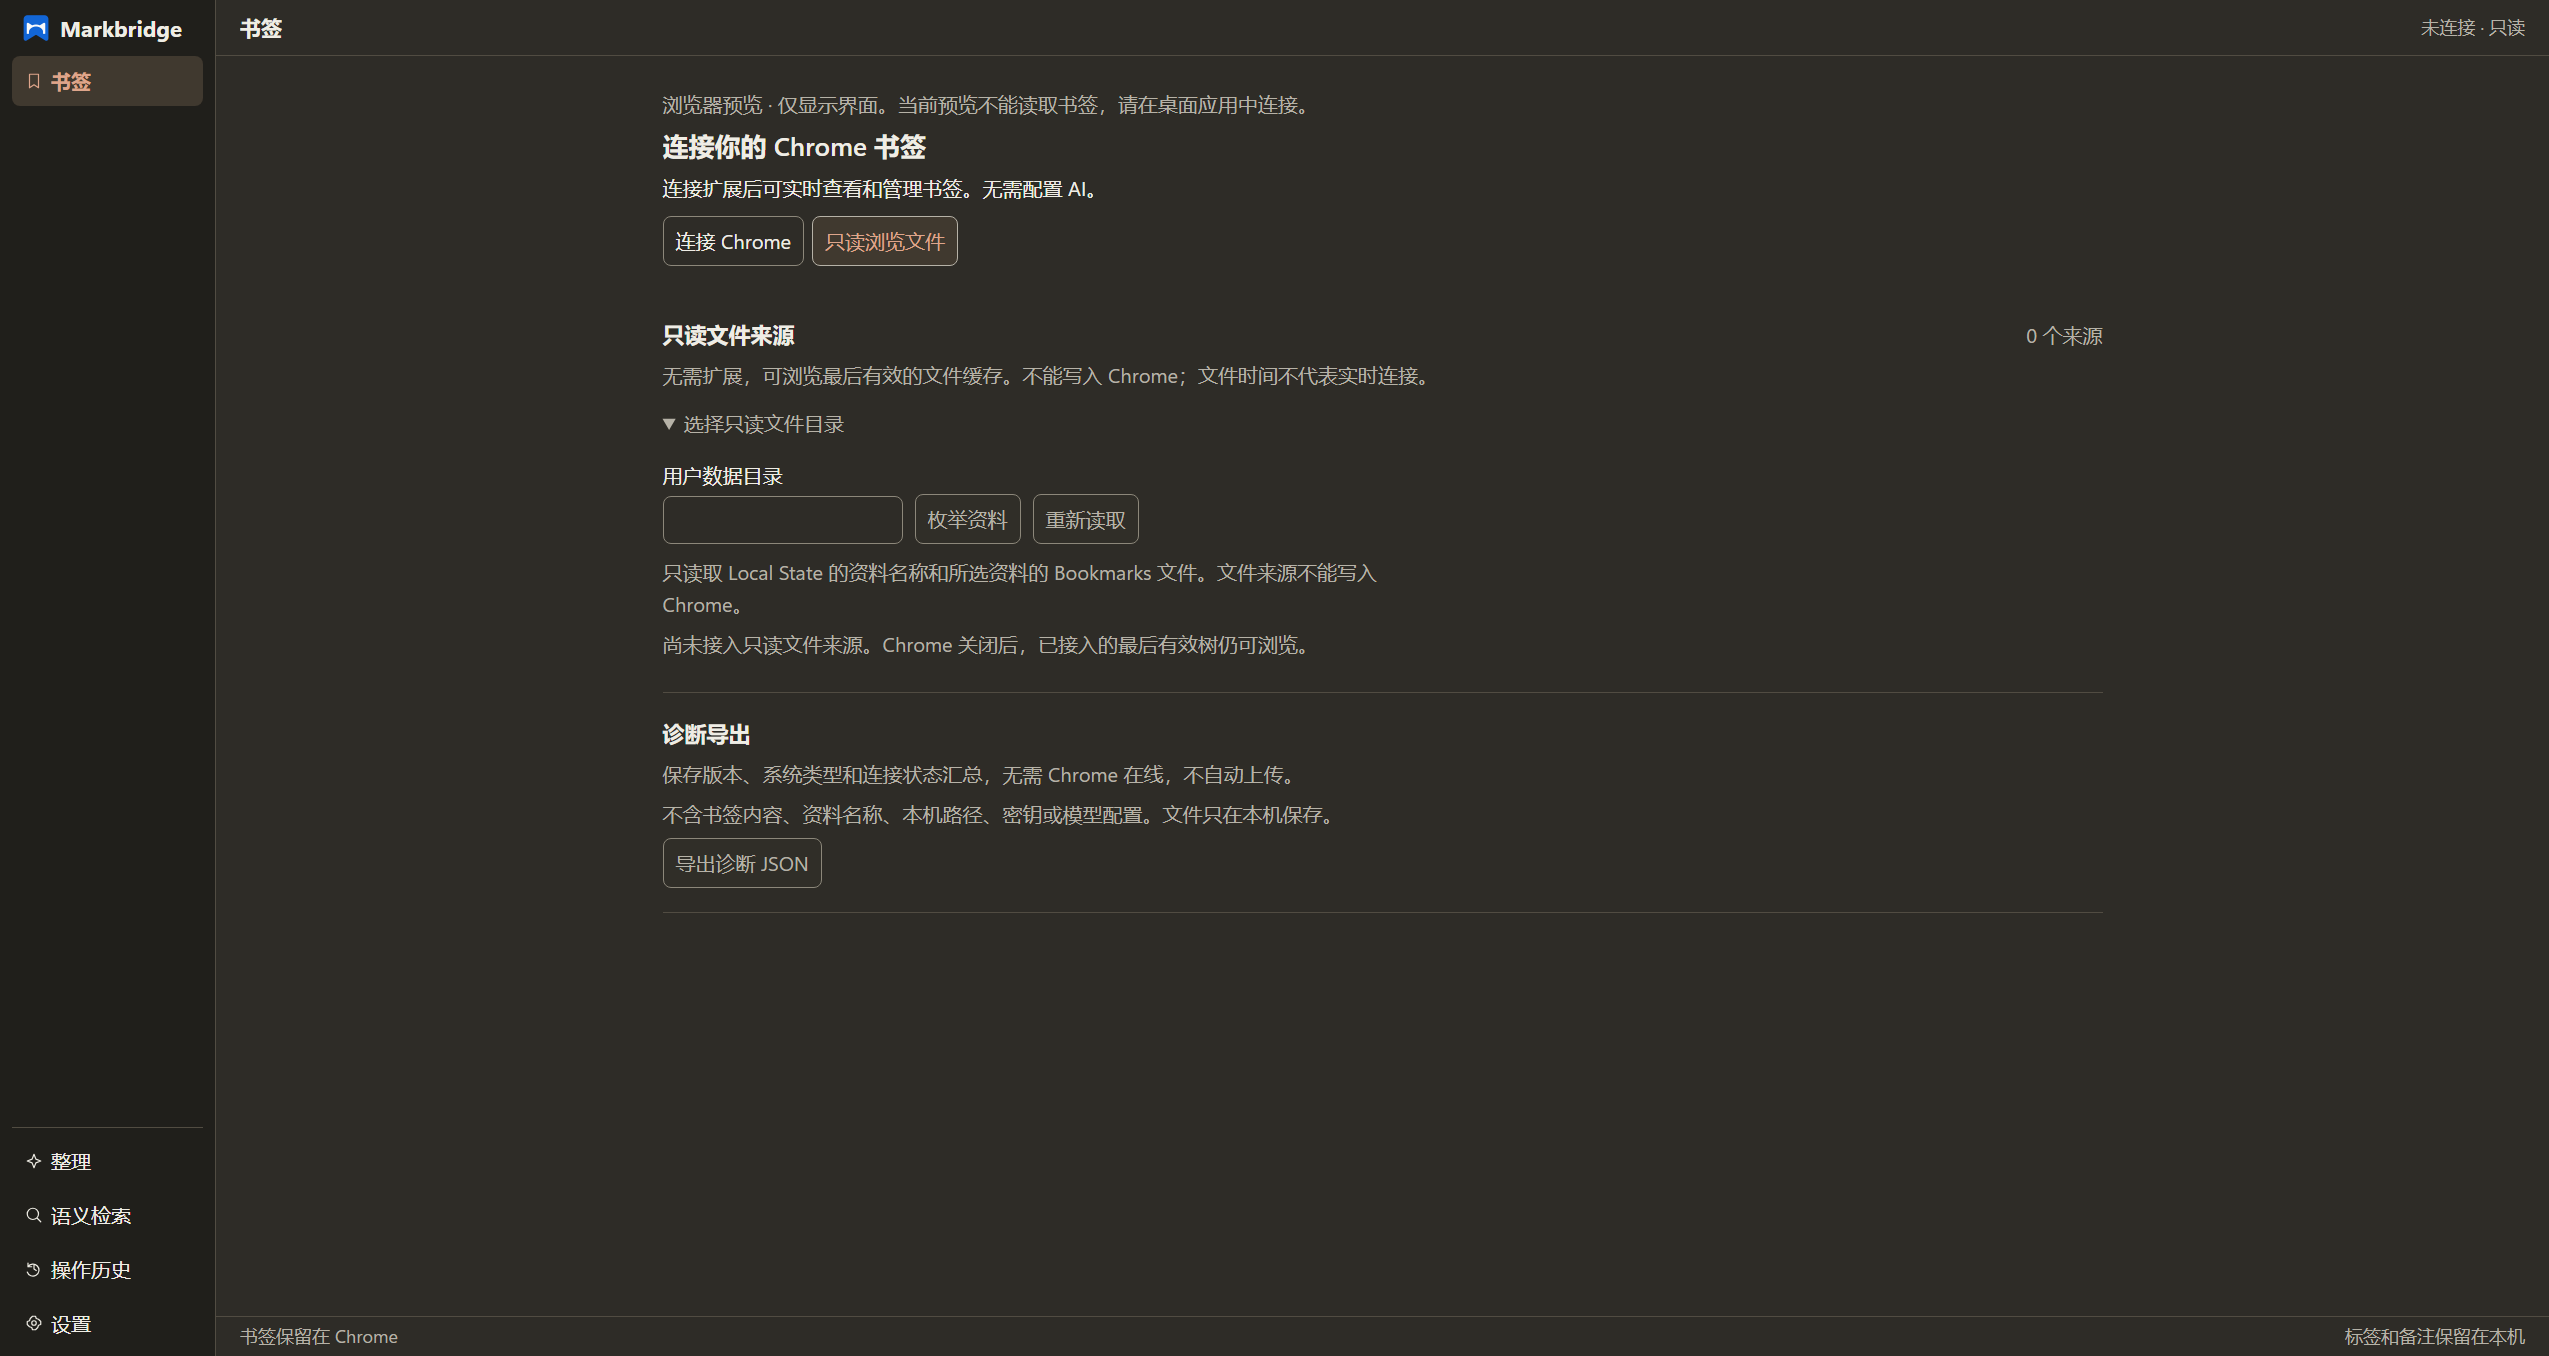 Markbridge
书签
书签
未连接 · 只读
浏览器预览 · 仅显示界面。当前预览不能读取书签，请在桌面应用中连接。
连接你的 Chrome 书签
连接扩展后可实时查看和管理书签。无需配置 AI。
连接 Chrome
只读浏览文件
只读文件来源
0 个来源
无需扩展，可浏览最后有效的文件缓存。不能写入 Chrome；文件时间不代表实时连接。
▼ 选择只读文件目录
用户数据目录
枚举资料
重新读取
只读取 Local State 的资料名称和所选资料的 Bookmarks 文件。文件来源不能写入
Chrome。
尚未接入只读文件来源。Chrome 关闭后，已接入的最后有效树仍可浏览。
诊断导出
保存版本、系统类型和连接状态汇总，无需 Chrome 在线，不自动上传。
不含书签内容、资料名称、本机路径、密钥或模型配置。文件只在本机保存。
导出诊断 JSON
整理
语义检索
操作历史
设置
书签保留在 Chrome
标签和备注保留在本机